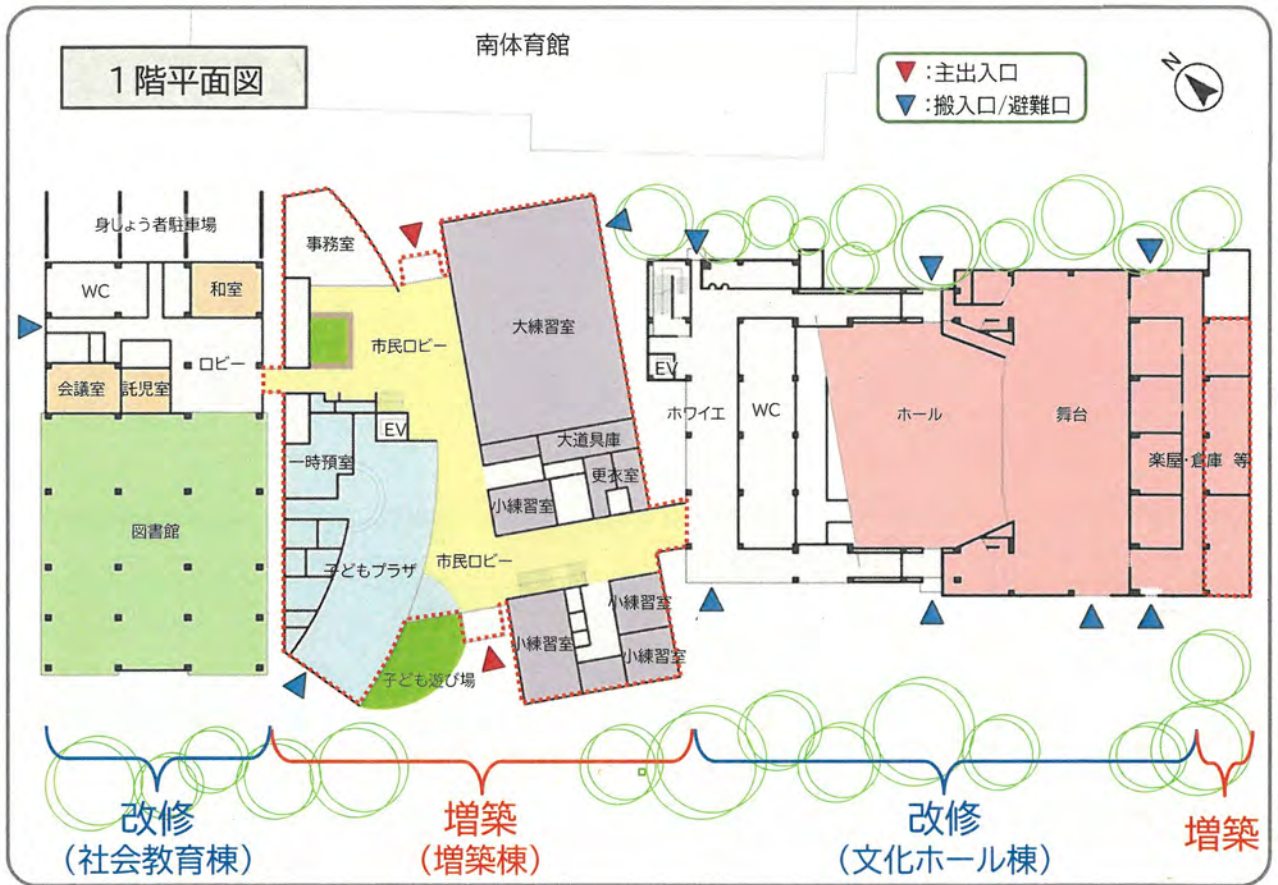 南体育館
1階平面図
▼:主出入口
▼:搬入口/避難口
N
身しょう者駐車場
WC
和室
ロビー
会議室
託児室
図書館
事務室
市民ロビー
大練習室
EV
一時預室
大道具庫
更衣室
小練習室
子どもプラザ
市民ロビー
小練習室
小練習室
小練習室
子ども遊び場
EV
ホワイエ
WC
ホール
舞台
楽屋・倉庫 等
改修
(社会教育棟)
増築
(増築棟)
改修
(文化ホール棟)
増築